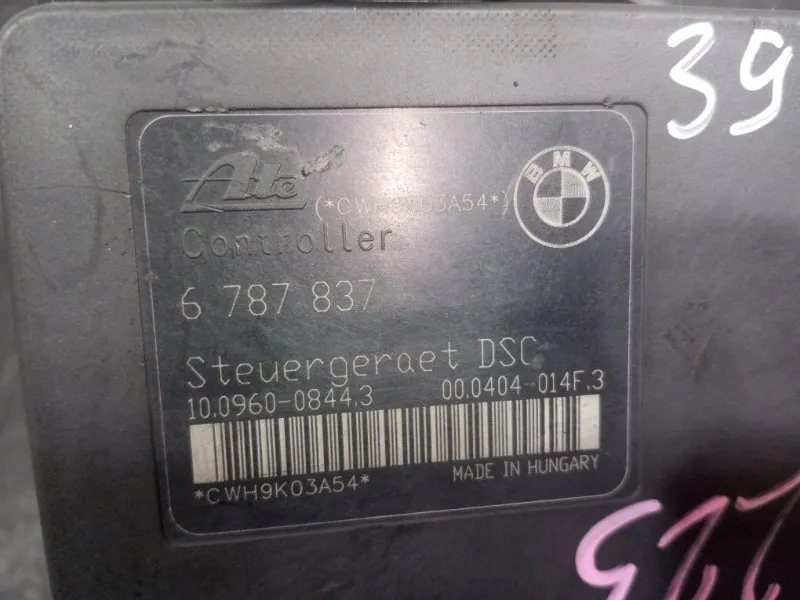 39
Ate
(*CWH9K03A54*)
BMW
Controller
6 787 837
Steuergeraet DSC
10.0960-0844.3 00.0404-014F.3
*CWH9K03A54*
MADE IN HUNGARY